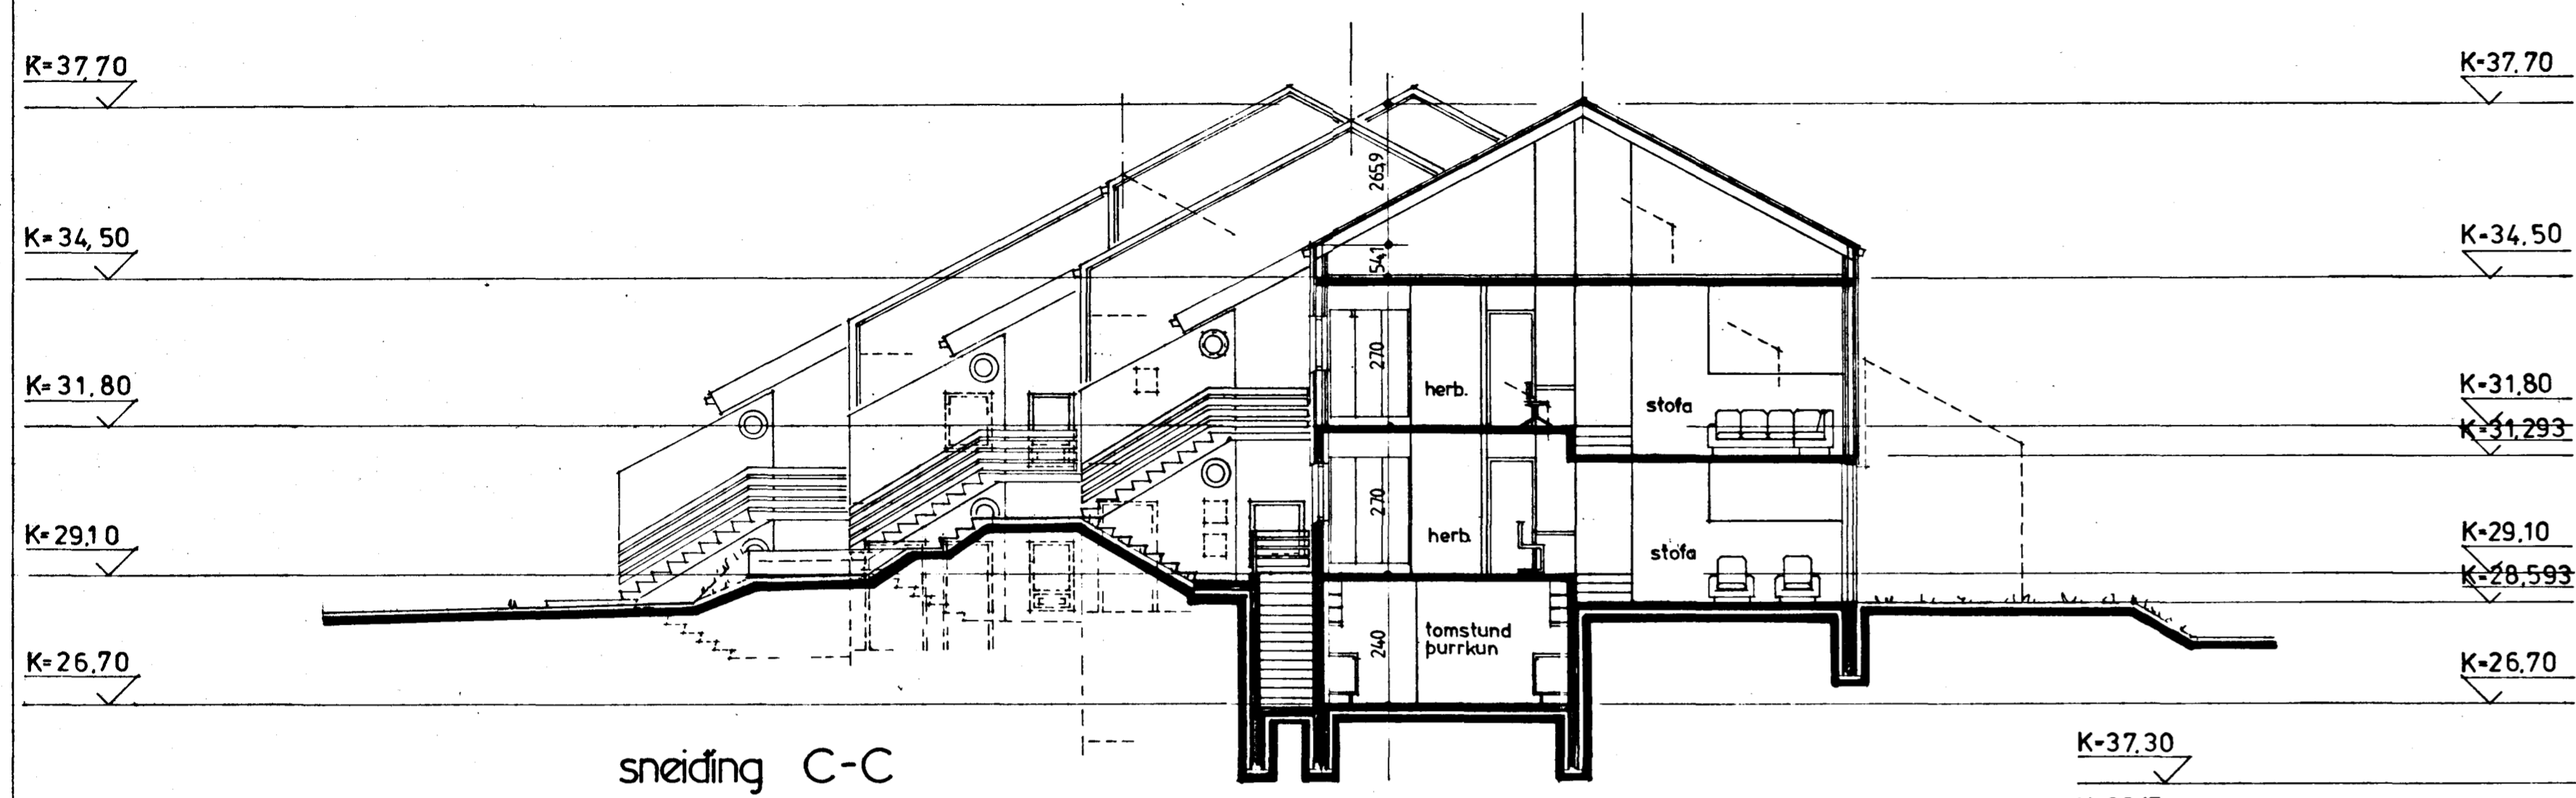 K=37,70
K=37,70
265,9
K=34,50
K=34,50
54,1
270
herb.
stofa
K=31,80
K=31,80
K=31,293
270
herb.
stofa
K=29,10
K=29,10
K=28,593
240
tomstund
þurrkun
K=26,70
K=26,70
sneiðing C-C
K=37,30